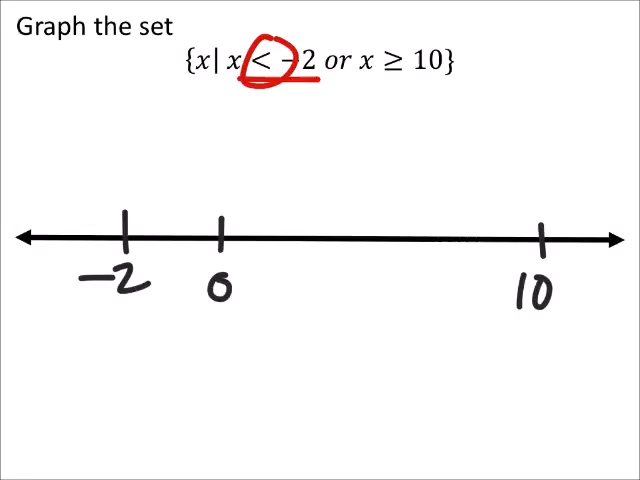 Graph the set
{x| x < −2 or x ≥ 10}
−2 0 10